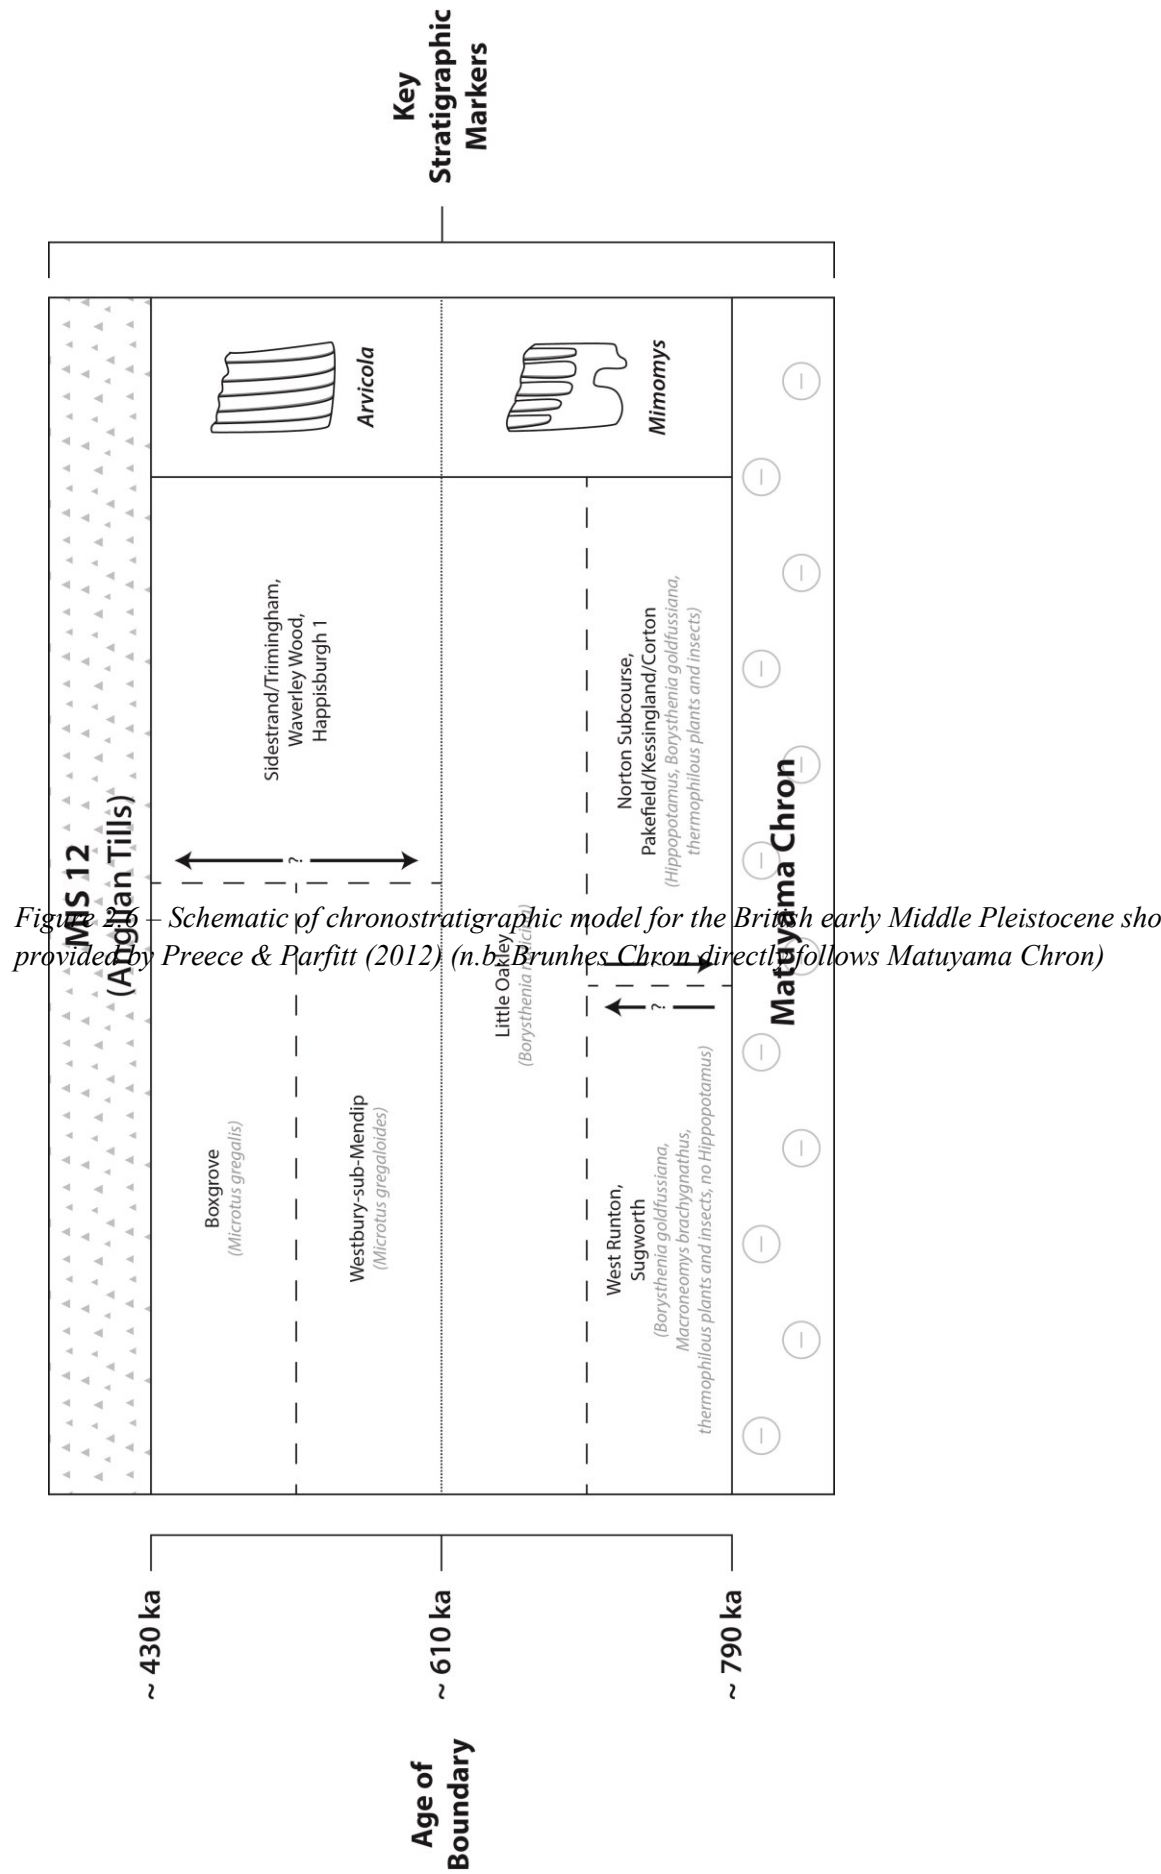 Key
Stratigraphic
Markers
MIS 12
(Anglian Tills)
~ 430 ka
Boxgrove
(Microtus gregalis)
Westbury-sub-Mendip
(Microtus gregaloides)
?
Sidestrand/Trimingham,
Waverley Wood,
Happisburgh 1
Arvicola
Age of
Boundary
~ 610 ka
Little Oakley
(Borysthenia naticina)
Mimomys
West Runton,
Sugworth
(Borysthenia goldfussiana,
Macroneomys brachygnathus,
thermophilous plants and insects, no Hippopotamus)
?
Norton Subcourse,
Pakefield/Kessingland/Corton
(Hippopotamus, Borysthenia goldfussiana,
thermophilous plants and insects)
~ 790 ka
Matuyama Chron
Figure 2.6 – Schematic of chronostratigraphic model for the British early Middle Pleistocene sho
provided by Preece & Parfitt (2012) (n.b. Brunhes Chron directly follows Matuyama Chron)